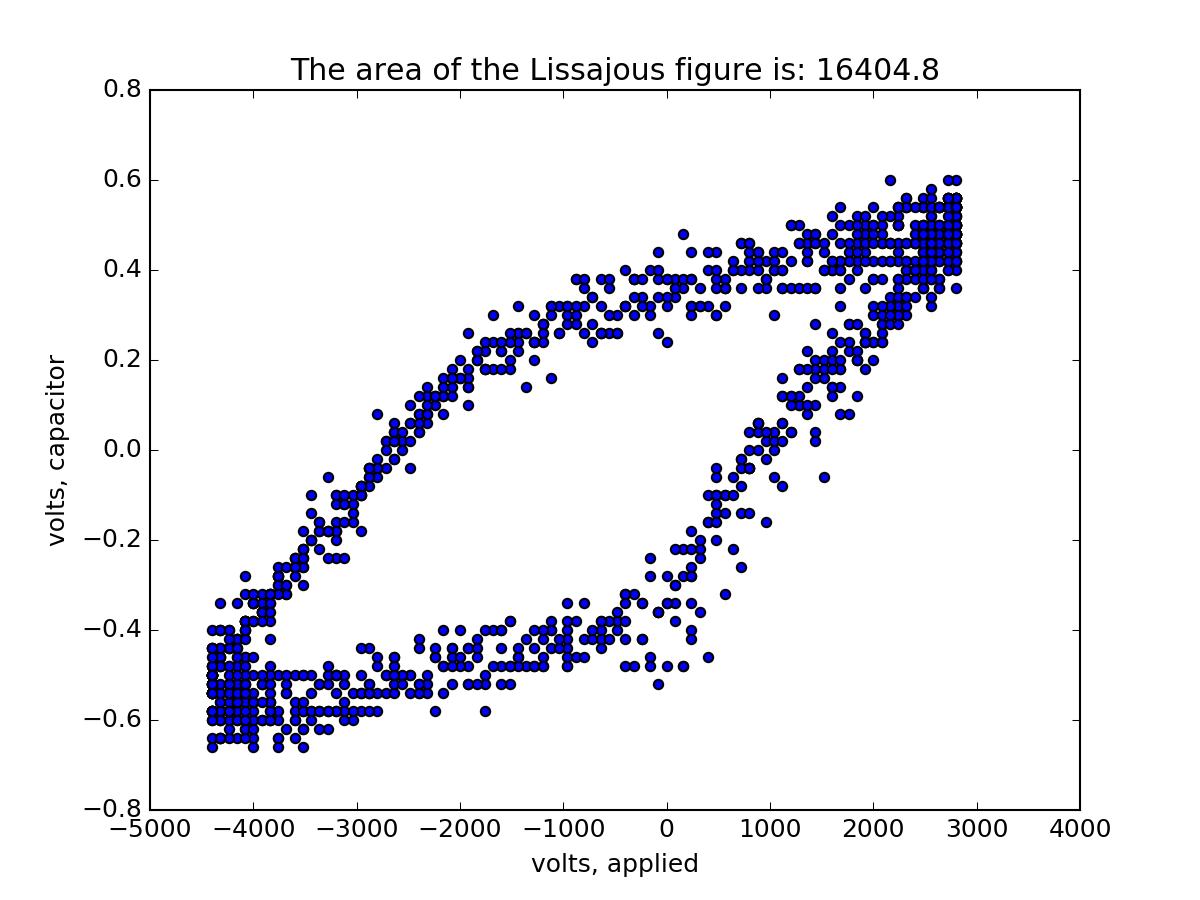 The area of the Lissajous figure is: 16404.8
0.8
0.6
0.4
0.2
0.0
−0.2
−0.4
−0.6
−0.8
volts, capacitor
−5000 −4000 −3000 −2000 −1000 0 1000 2000 3000 4000
volts, applied